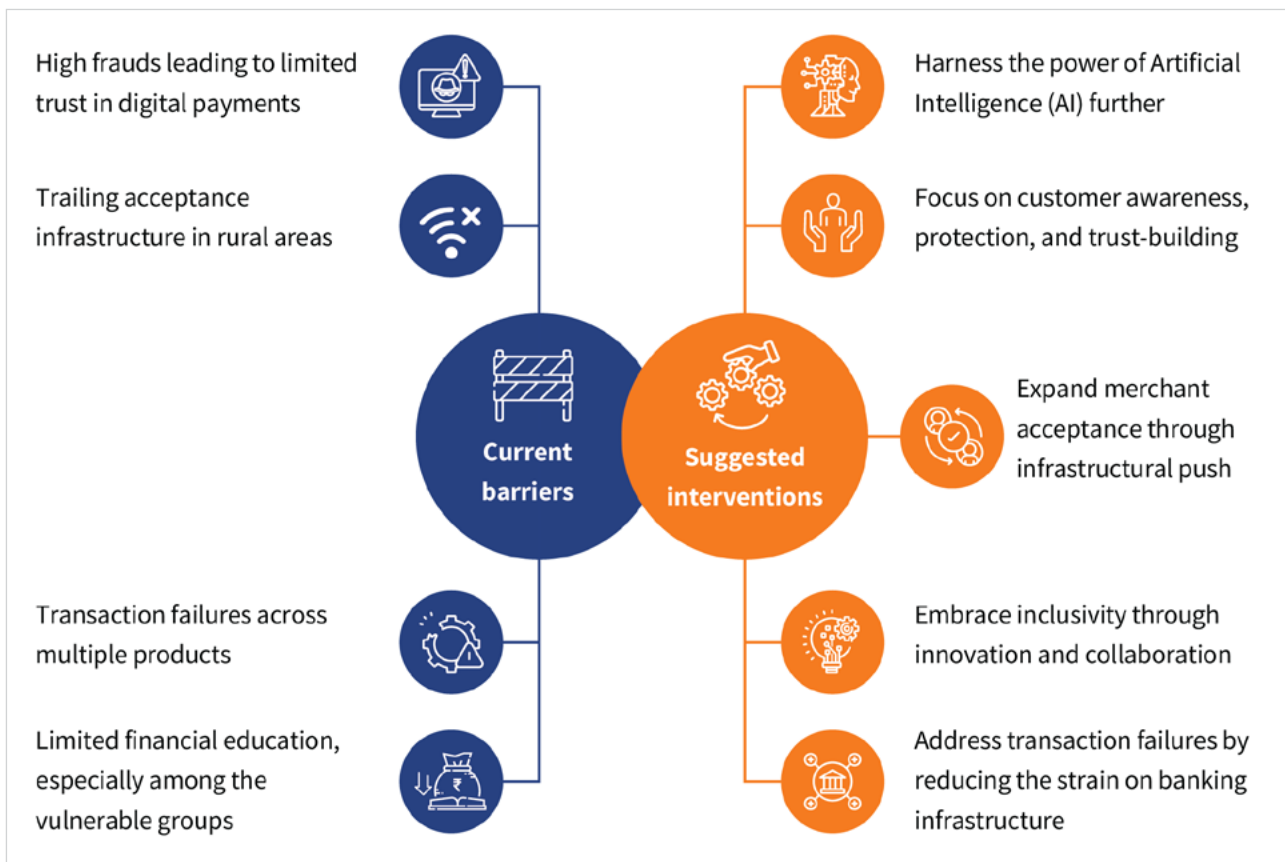 High frauds leading to limited
trust in digital payments
Trailing acceptance
infrastructure in rural areas
Current
barriers
Transaction failures across
multiple products
Limited financial education,
especially among the
vulnerable groups
₹
Harness the power of Artificial
Intelligence (AI) further
Focus on customer awareness,
protection, and trust-building
Suggested
interventions
Expand merchant
acceptance through
infrastructural push
Embrace inclusivity through
innovation and collaboration
Address transaction failures by
reducing the strain on banking
infrastructure